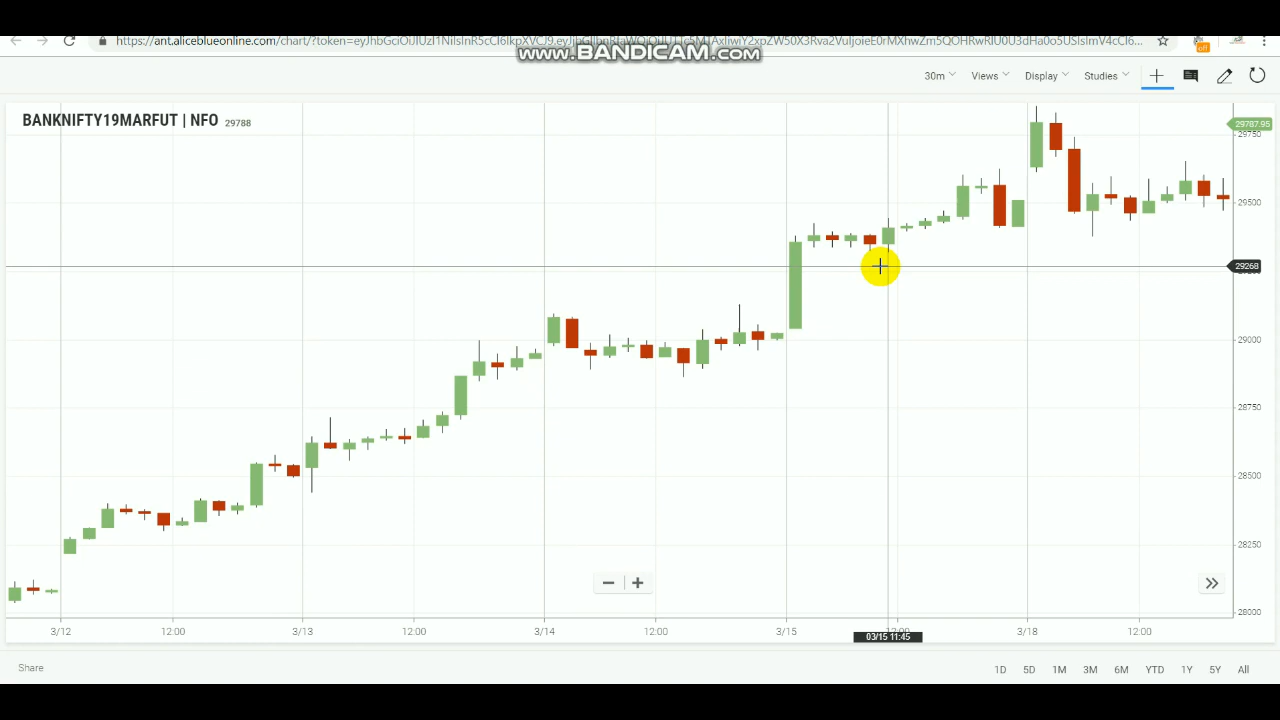 www.BANDICAM.com
30m Views Display Studies
BANKNIFTY19MARFUT | NFO 29788
29787.95
29750
29500
29268
29000
28750
28500
28250
28000
3/12 12:00 3/13 12:00 3/14 12:00 3/15 3/18 12:00
03/15 11:45
Share
1D 5D 1M 3M 6M YTD 1Y 5Y All